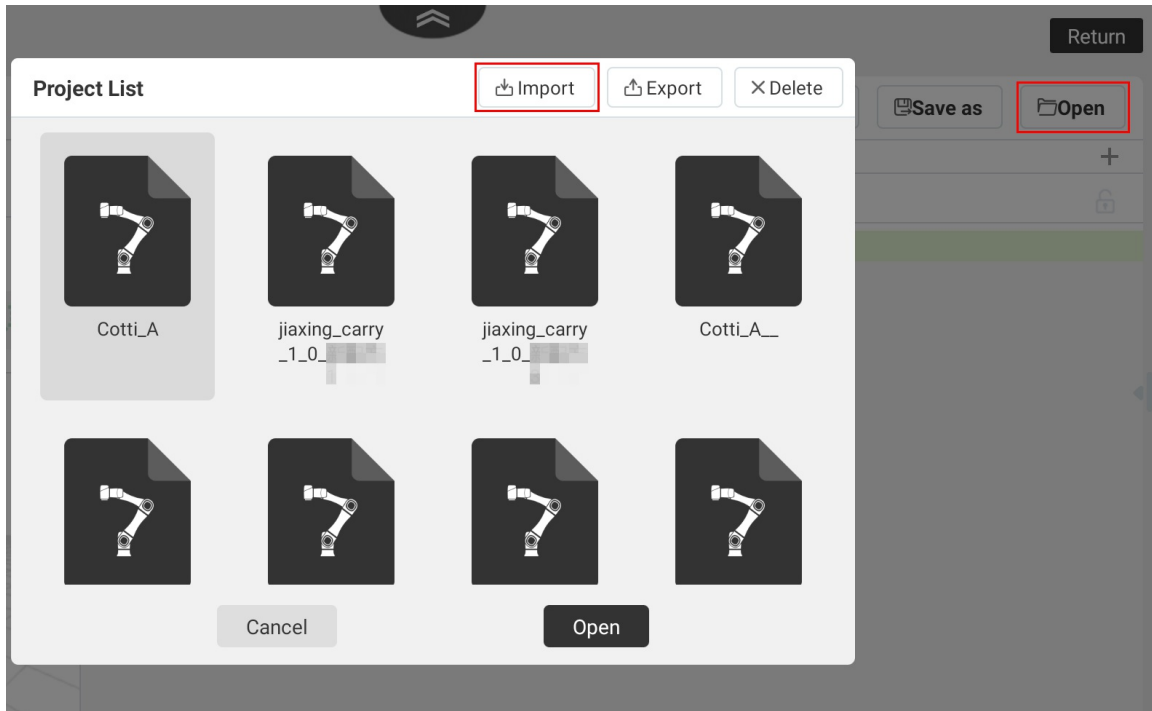 Return
Project List
Import
Export
Delete
Save as
Open
Cotti_A
jiaxing_carry
_1_0_
jiaxing_carry
_1_0_
Cotti_A__
Cancel
Open